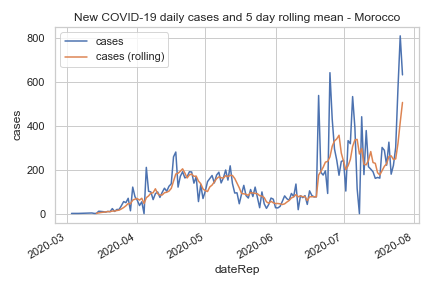 New COVID-19 daily cases and 5 day rolling mean - Morocco
cases
cases (rolling)
800
600
400
200
0
cases
2020-03
2020-04
2020-05
2020-06
2020-07
2020-08
dateRep